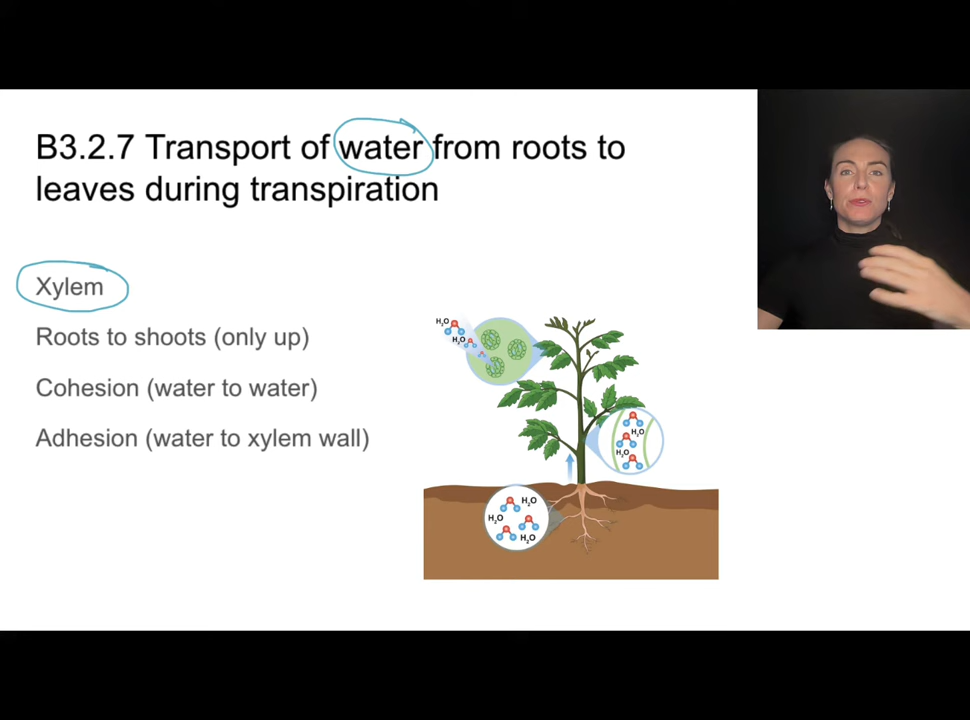 B3.2.7 Transport of water from roots to
leaves during transpiration
Xylem
Roots to shoots (only up)
Cohesion (water to water)
Adhesion (water to xylem wall)
H₂O
H₂O
H₂O
H₂O
H₂O
H₂O
H₂O